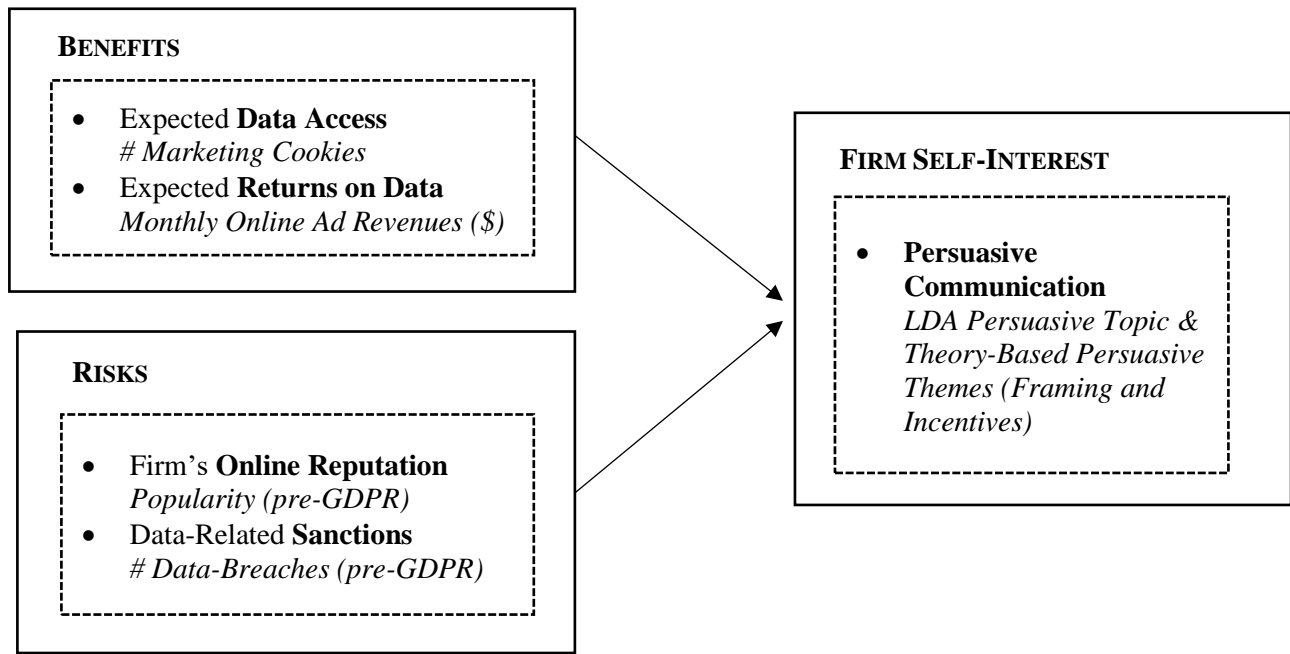 BENEFITS
• Expected Data Access
# Marketing Cookies
• Expected Returns on Data
Monthly Online Ad Revenues ($)
RISKS
• Firm’s Online Reputation
Popularity (pre-GDPR)
• Data-Related Sanctions
# Data-Breaches (pre-GDPR)
FIRM SELF-INTEREST
• Persuasive
Communication
LDA Persuasive Topic &
Theory-Based Persuasive
Themes (Framing and
Incentives)